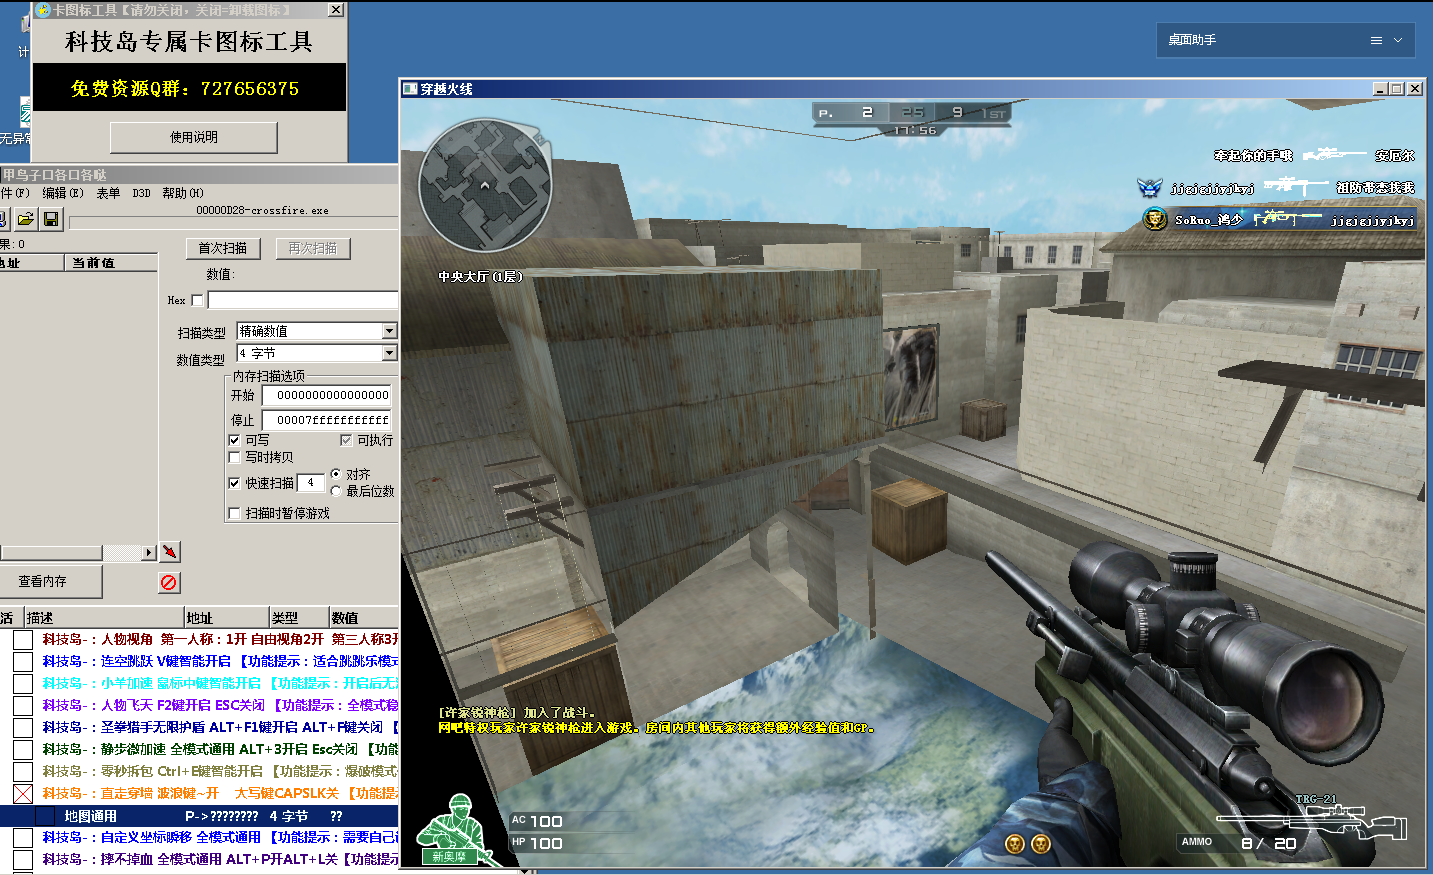 卡图标工具【请勿关闭，关闭=卸载图标】
科技岛专属卡图标工具
免费资源Q群：727656375
使用说明
计
无异常
桌面助手
甲鸟子口各口各哒
件(F) 编辑(E) 表单 D3D 帮助(H)
00000D28-crossfire.exe
果:0
地址 当前值
首次扫描 再次扫描
数值:
Hex
扫描类型 精确数值
数值类型 4 字节
内存扫描选项
开始 0000000000000000
停止 00007fffffffffff
可写 可执行
写时拷贝
快速扫描 4 对齐
最后位数
扫描时暂停游戏
查看内存
活 描述 地址 类型 数值
科技岛-：人物视角 第一人称：1开 自由视角2开 第三人称3开
科技岛-：连空跳跃 V键智能开启 【功能提示：适合跳跳乐模式
科技岛-：小羊加速 鼠标中键智能开启 【功能提示：开启后无
科技岛-：人物飞天 F2键开启 ESC关闭 【功能提示：全模式稳
科技岛-：圣拳猎手无限护盾 ALT+F1键开启 ALT+F键关闭 【
科技岛-：静步微加速 全模式通用 ALT+3开启 Esc关闭 【功能
科技岛-：零秒拆包 Ctrl+E键智能开启 【功能提示：爆破模式
科技岛-：直走穿墙 波浪键~开 大写键CAPSLK关 【功能提
地图通用 P->???????? 4 字节 ??
科技岛-：自定义坐标瞬移 全模式通用 【功能提示：需要自己
科技岛-：摔不掉血 全模式通用 ALT+P开ALT+L关【功能提示
穿越火线
P. 2 25 9 1ST
17:56
牵起你的手哦 安厄尔
jjgjgjjyjkyj 祖防带恋找我
SoRuo_鸿少 jjgjgjjyjkyj
中央大厅(1层)
[许家锐神枪] 加入了战斗。
网吧特权玩家许家锐神枪进入游戏。房间内其他玩家将获得额外经验值和GP。
新奥摩
AC 100
HP 100
TRG-21
AMMO 8/ 20